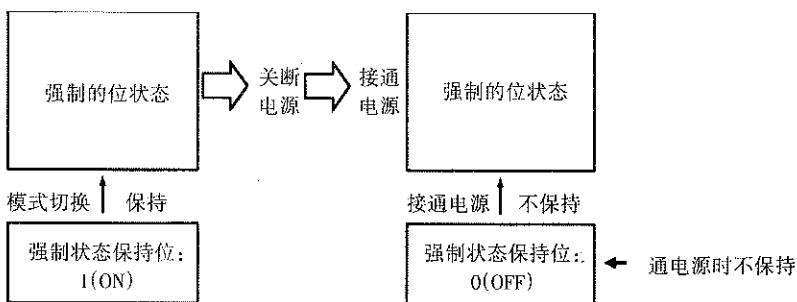 强制的位状态
关断
电源
接通
电源
强制的位状态
模式切换 保持
接通电源 不保持
强制状态保持位：
1(ON)
强制状态保持位：
0(OFF)
通电源时不保持